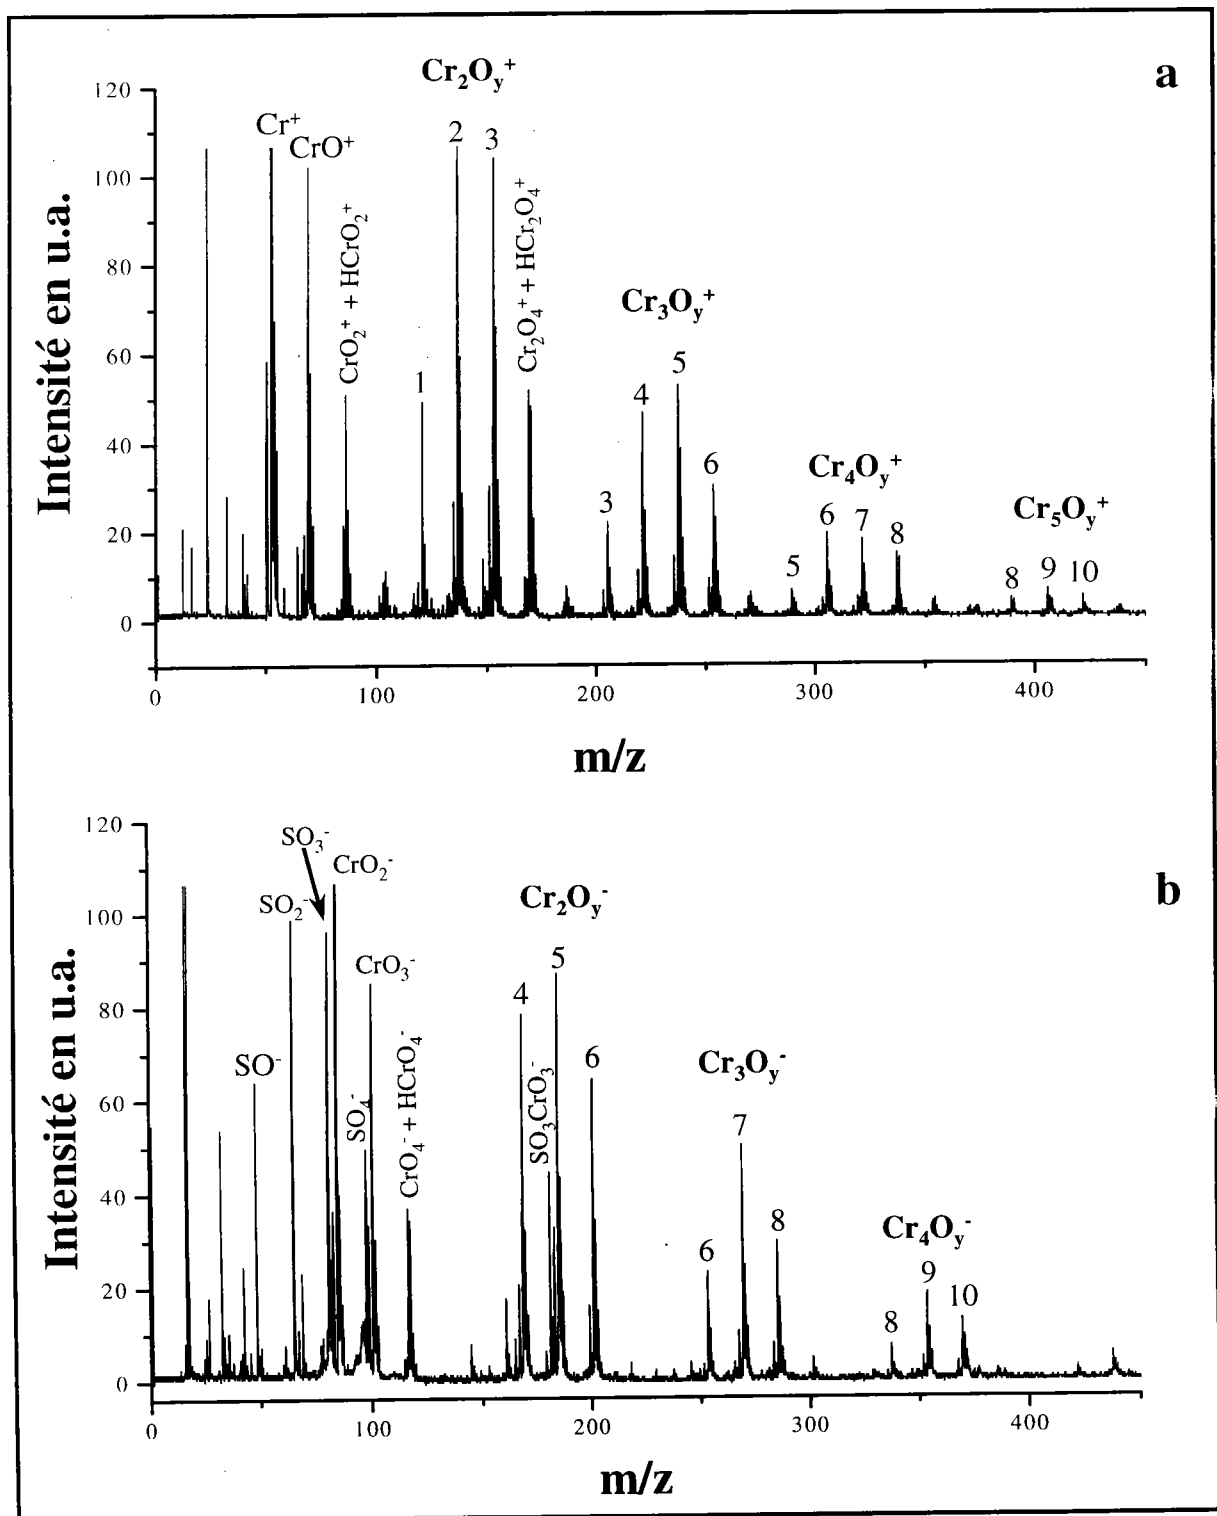 a
Cr2Oy+
120
100
80
60
40
20
0
Intensité en u.a.
Cr+
CrO+
CrO2+ + HCrO2+
1
2
3
Cr2O4+ + HCr2O4+
Cr3Oy+
3
4
5
6
Cr4Oy+
5
6
7
8
Cr5Oy+
8
9
10
0
100
200
300
400
m/z
b
120
100
80
60
40
20
0
Intensité en u.a.
SO-
SO2-
SO3-
CrO2-
CrO3-
SO4-
CrO4- + HCrO4-
Cr2Oy-
4
SO3CrO3-
5
6
Cr3Oy-
6
7
8
Cr4Oy-
8
9
10
0
100
200
300
400
m/z